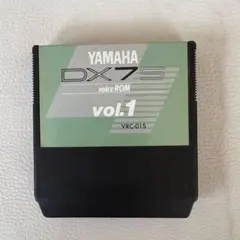 YAMAHA
DX7S
voice ROM
vol.1
VRC-015